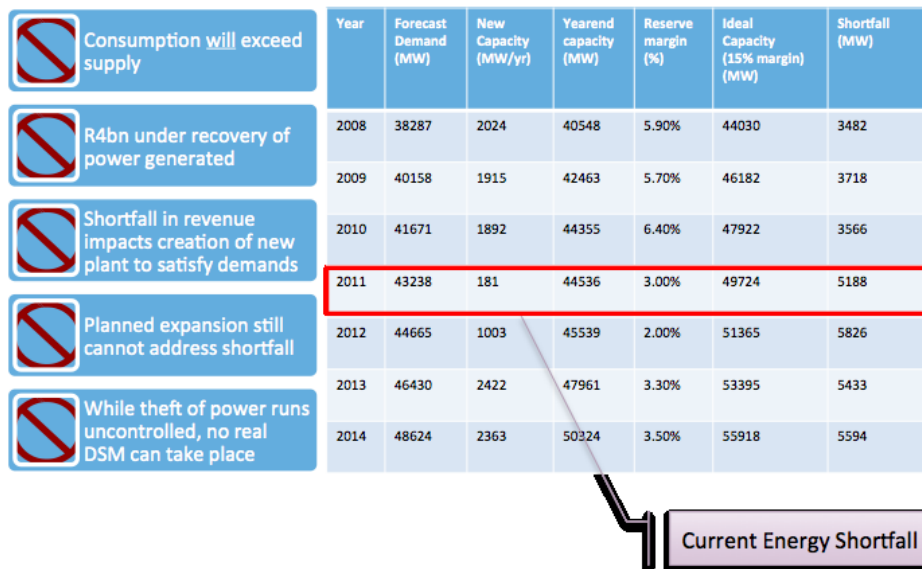 Consumption will exceed
supply
R4bn under recovery of
power generated
Shortfall in revenue
impacts creation of new
plant to satisfy demands
Planned expansion still
cannot address shortfall
While theft of power runs
uncontrolled, no real
DSM can take place
Year Forecast Demand (MW) New Capacity (MW/yr) Yearend capacity (MW) Reserve margin (%) Ideal Capacity (15% margin) (MW) Shortfall (MW)
2008 38287 2024 40548 5.90% 44030 3482
2009 40158 1915 42463 5.70% 46182 3718
2010 41671 1892 44355 6.40% 47922 3566
2011 43238 181 44536 3.00% 49724 5188
2012 44665 1003 45539 2.00% 51365 5826
2013 46430 2422 47961 3.30% 53395 5433
2014 48624 2363 50324 3.50% 55918 5594
Current Energy Shortfall